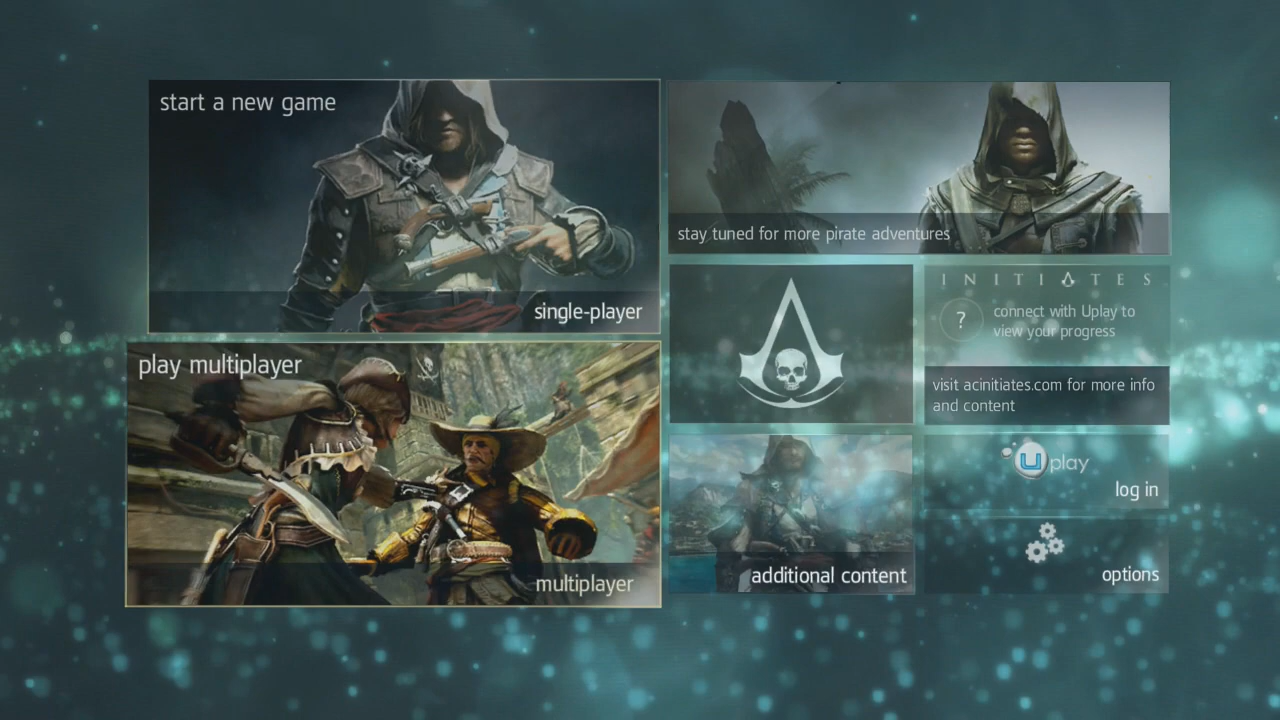 start a new game
single-player
play multiplayer
multiplayer
stay tuned for more pirate adventures
INITIATES
?
connect with Uplay to
view your progress
visit acinitiates.com for more info
and content
additional content
Uplay
log in
options